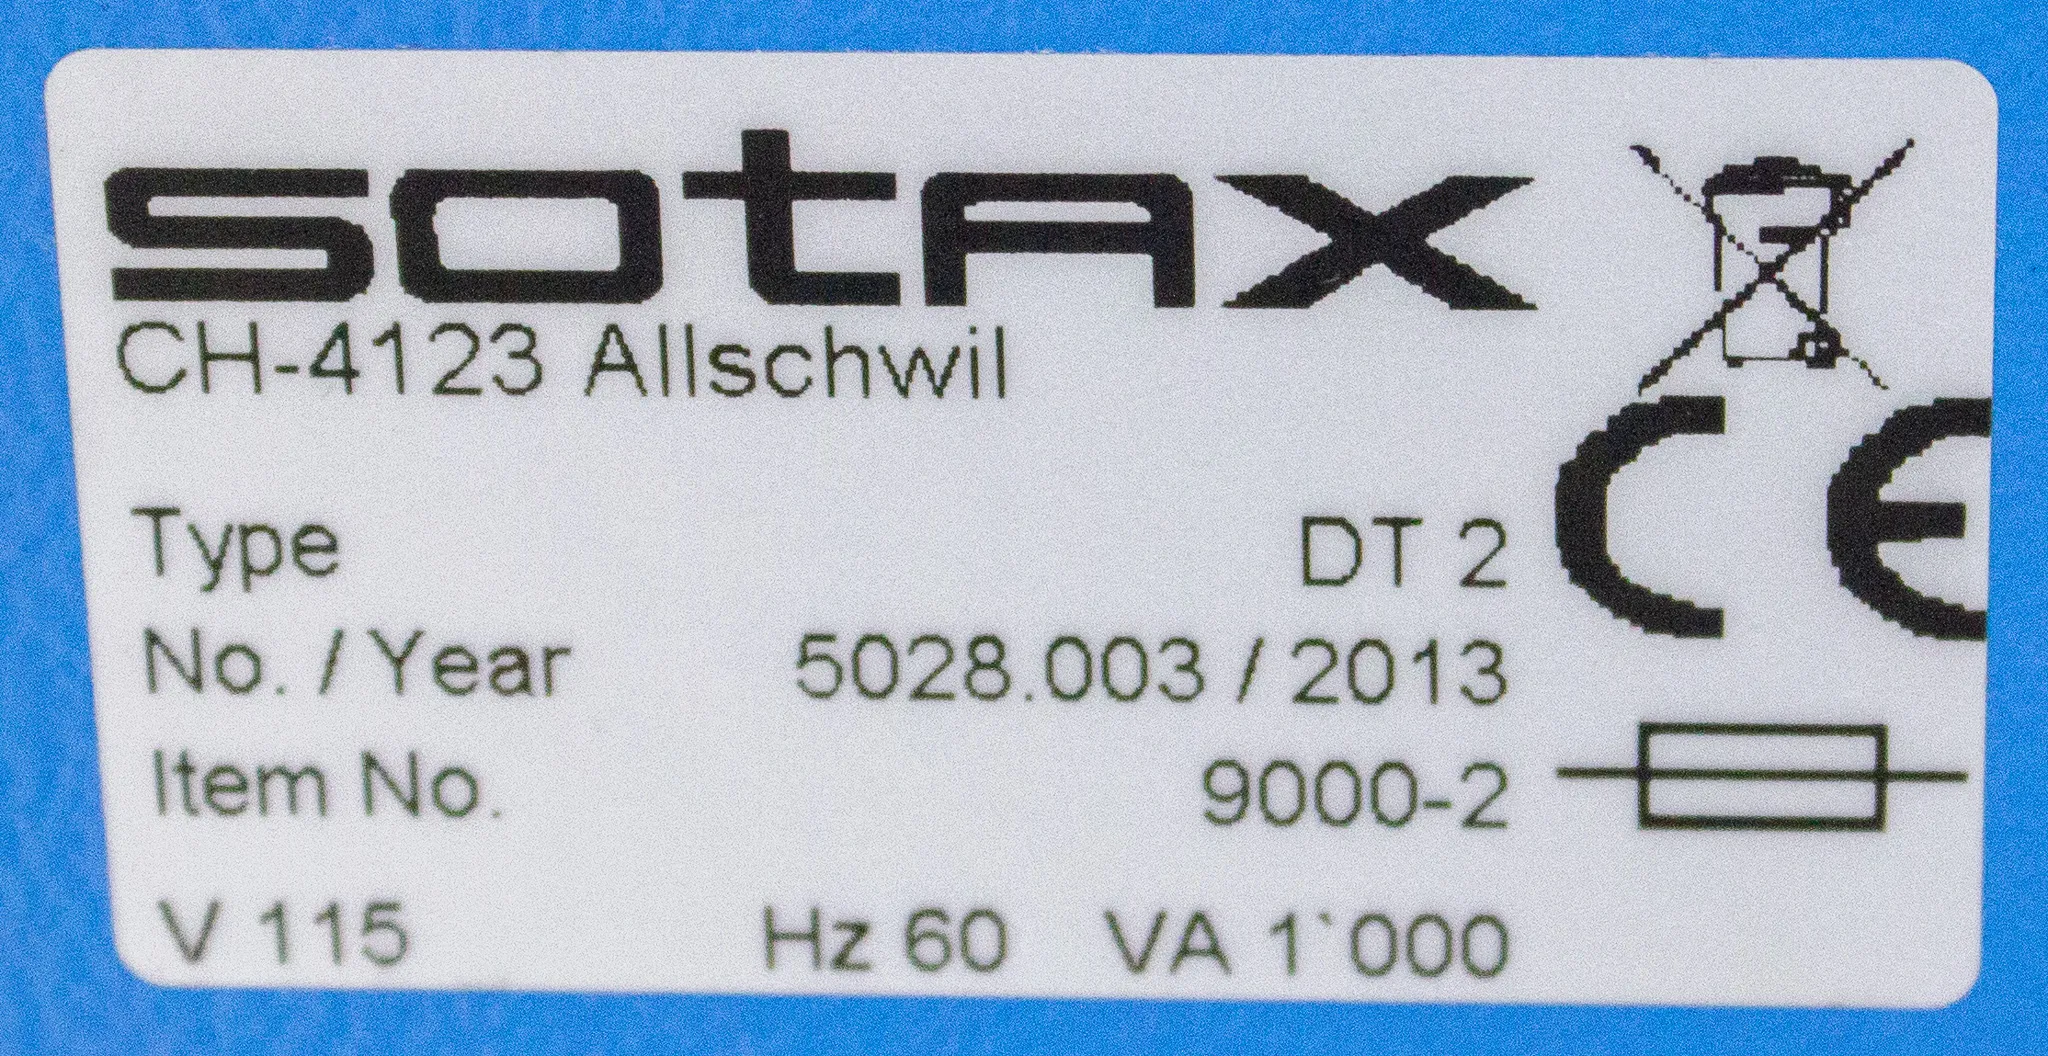 sotax
CH-4123 Allschwil
CE
Type DT 2
No. / Year 5028.003 / 2013
Item No. 9000-2
V 115 Hz 60 VA 1`000